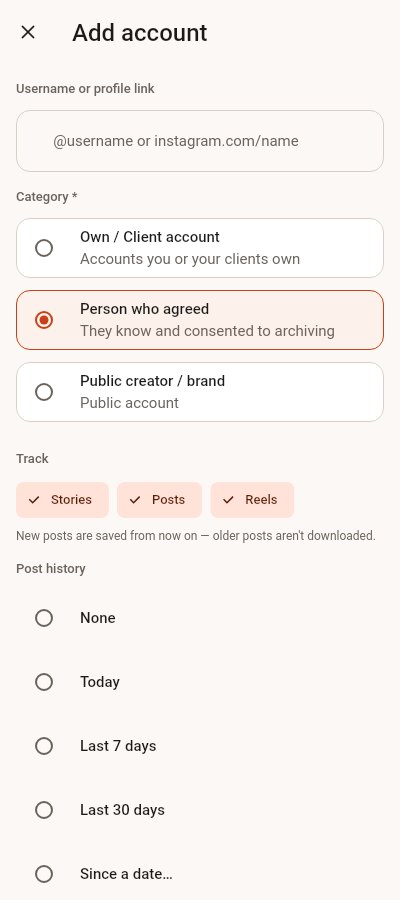 Add account
Username or profile link
@username or instagram.com/name
Category *
Own / Client account
Accounts you or your clients own
Person who agreed
They know and consented to archiving
Public creator / brand
Public account
Track
Stories
Posts
Reels
New posts are saved from now on — older posts aren't downloaded.
Post history
None
Today
Last 7 days
Last 30 days
Since a date…